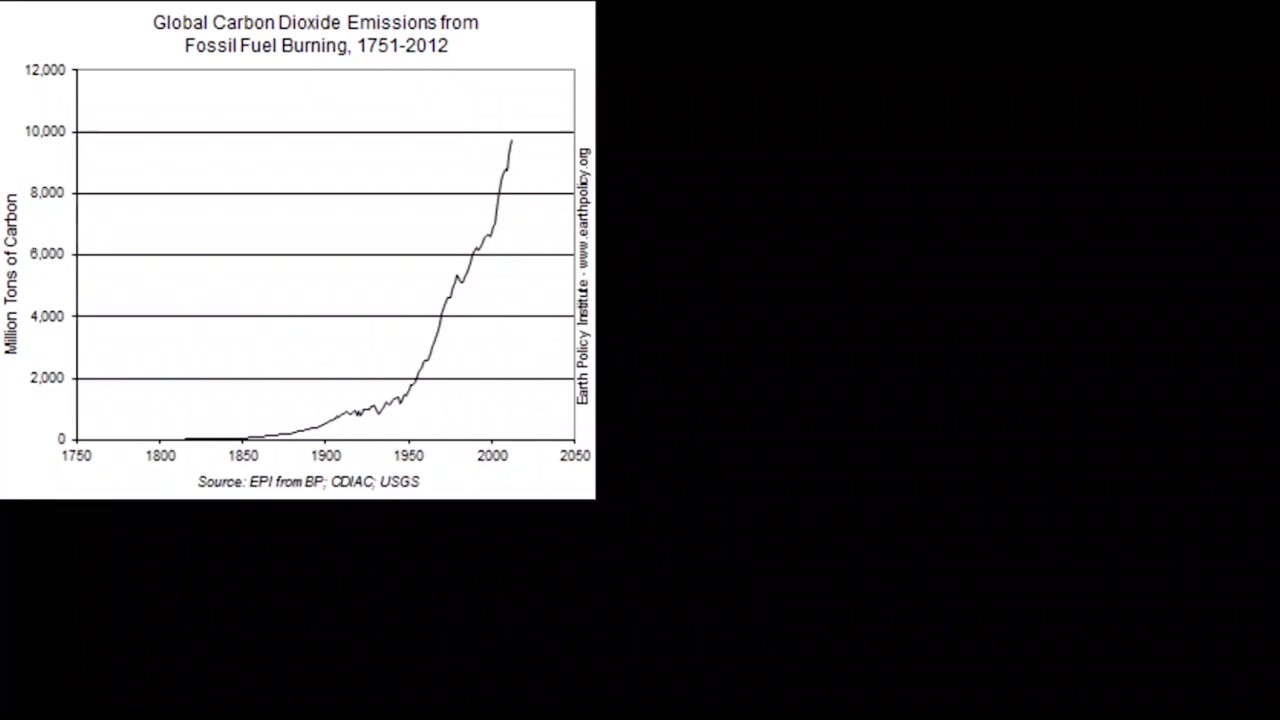 Global Carbon Dioxide Emissions from
Fossil Fuel Burning, 1751-2012
12,000
10,000
8,000
6,000
4,000
2,000
0
Million Tons of Carbon
1750 1800 1850 1900 1950 2000 2050
Earth Policy Institute - www.earthpolicy.org
Source: EPI from BP; CDIAC; USGS